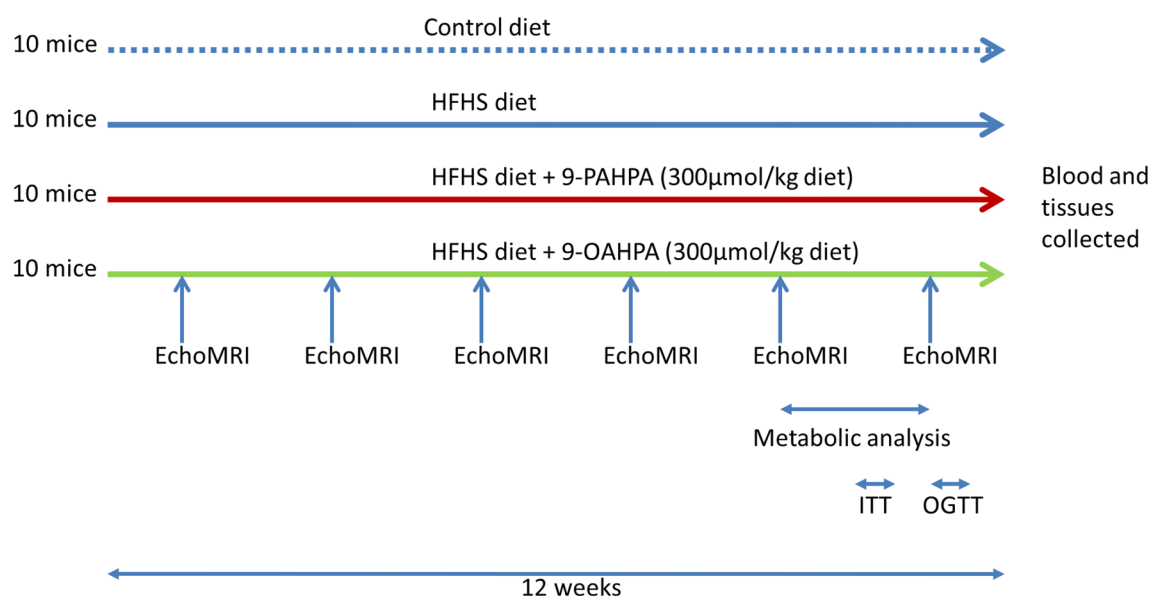 Control diet
10 mice
HFHS diet
10 mice
HFHS diet + 9-PAHPA (300µmol/kg diet)
10 mice
HFHS diet + 9-OAHPA (300µmol/kg diet)
10 mice
Blood and
tissues
collected
EchoMRI EchoMRI EchoMRI EchoMRI EchoMRI EchoMRI
Metabolic analysis
ITT OGTT
12 weeks